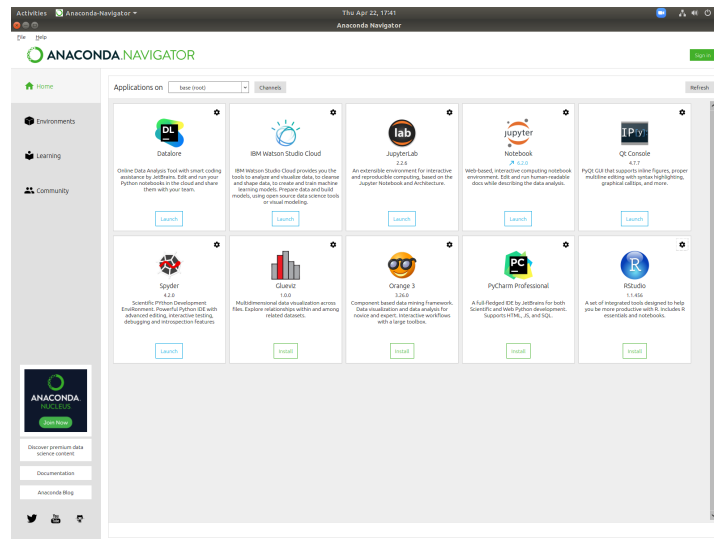 Activities Anaconda-Navigator Thu Apr 22, 17:41
Anaconda Navigator
File Help
ANACONDA.NAVIGATOR
Sign in
Home
Environments
Learning
Community
Applications on base (root) Channels Refresh
DL
Datalore
Online Data Analysis Tool with smart coding
assistance by JetBrains. Edit and run your
Python notebooks in the cloud and share
them with your team.
Launch
IBM Watson Studio Cloud
IBM Watson Studio Cloud provides you the
tools to analyze and visualize data, to cleanse
and shape data, to create and train machine
learning models. Prepare data and build
models, using open source data science tools
or visual modeling.
Launch
lab
JupyterLab
2.2.6
An extensible environment for interactive
and reproducible computing, based on the
Jupyter Notebook and Architecture.
Launch
jupyter
Notebook
6.2.0
Web-based, interactive computing notebook
environment. Edit and run human-readable
docs while describing the data analysis.
Launch
IP[y]:
Qt Console
4.7.7
PyQt GUI that supports inline figures, proper
multiline editing with syntax highlighting,
graphical calltips, and more.
Launch
Spyder
4.2.0
Scientific PYthon Development
EnviRonment. Powerful Python IDE with
advanced editing, interactive testing,
debugging and introspection features
Launch
Glueviz
1.0.0
Multidimensional data visualization across
files. Explore relationships within and among
related datasets.
Install
Orange 3
3.26.0
Component based data mining framework.
Data visualization and data analysis for
novice and expert. Interactive workflows
with a large toolbox.
Install
PC
PyCharm Professional
A full-fledged IDE by JetBrains for both
Scientific and Web Python development.
Supports HTML, JS, and SQL.
Install
R
RStudio
1.1.456
A set of integrated tools designed to help
you be more productive with R. Includes R
essentials and notebooks.
Install
ANACONDA.
NUCLEUS
Join Now
Discover premium data
science content
Documentation
Anaconda Blog
You
Tube